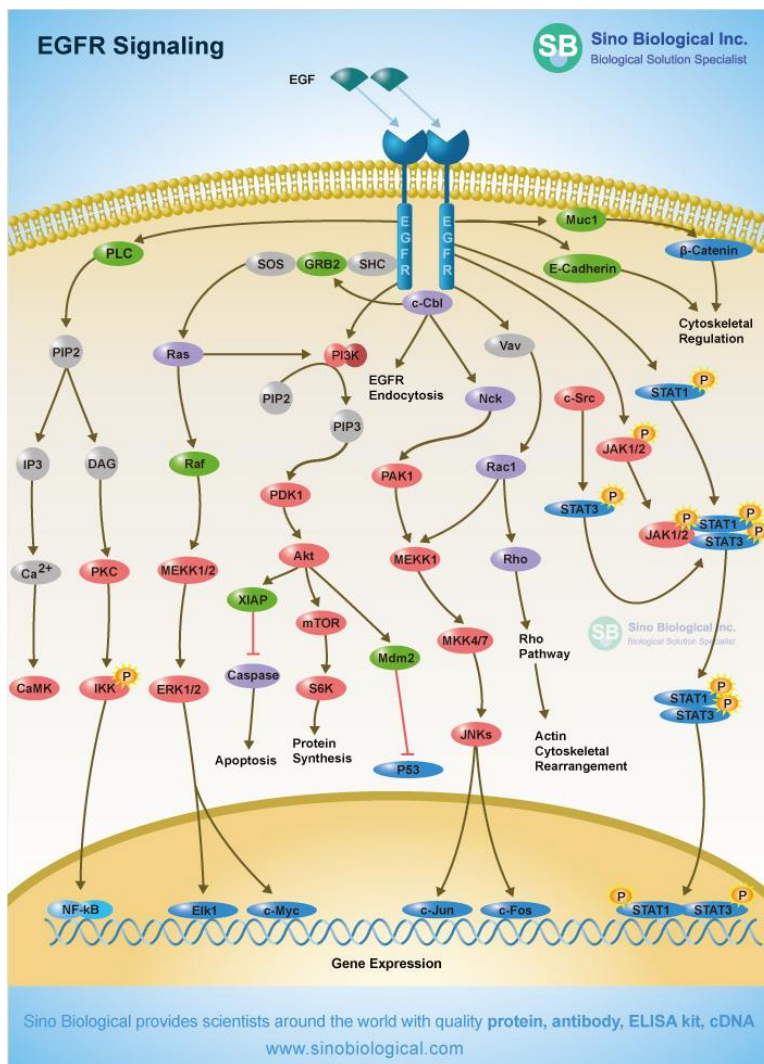 EGFR Signaling
SB
Sino Biological Inc.
Biological Solution Specialist
EGF
EGFR
EGFR
Muc1
PLC
β-Catenin
SOS
GRB2
SHC
E-Cadherin
c-Cbl
Cytoskeletal
Regulation
PIP2
Ras
PI3K
Vav
EGFR
Endocytosis
PIP2
Nck
c-Src
STAT1
P
PIP3
JAK1/2
P
IP3
DAG
Raf
PAK1
Rac1
PDK1
STAT3
P
JAK1/2
P
STAT1
P
STAT3
P
Akt
MEKK1
Rho
Ca2+
PKC
MEKK1/2
XIAP
mTOR
SB
Sino Biological Inc.
Biological Solution Specialist
Mdm2
MKK4/7
Rho
Pathway
CaMK
IKK
P
ERK1/2
Caspase
S6K
STAT1
P
STAT3
P
JNKs
Apoptosis
Protein
Synthesis
P53
Actin
Cytoskeletal
Rearrangement
NF-kB
Elk1
c-Myc
c-Jun
c-Fos
P
STAT1
STAT3
P
Gene Expression
Sino Biological provides scientists around the world with quality protein, antibody, ELISA kit, cDNA
www.sinobiological.com